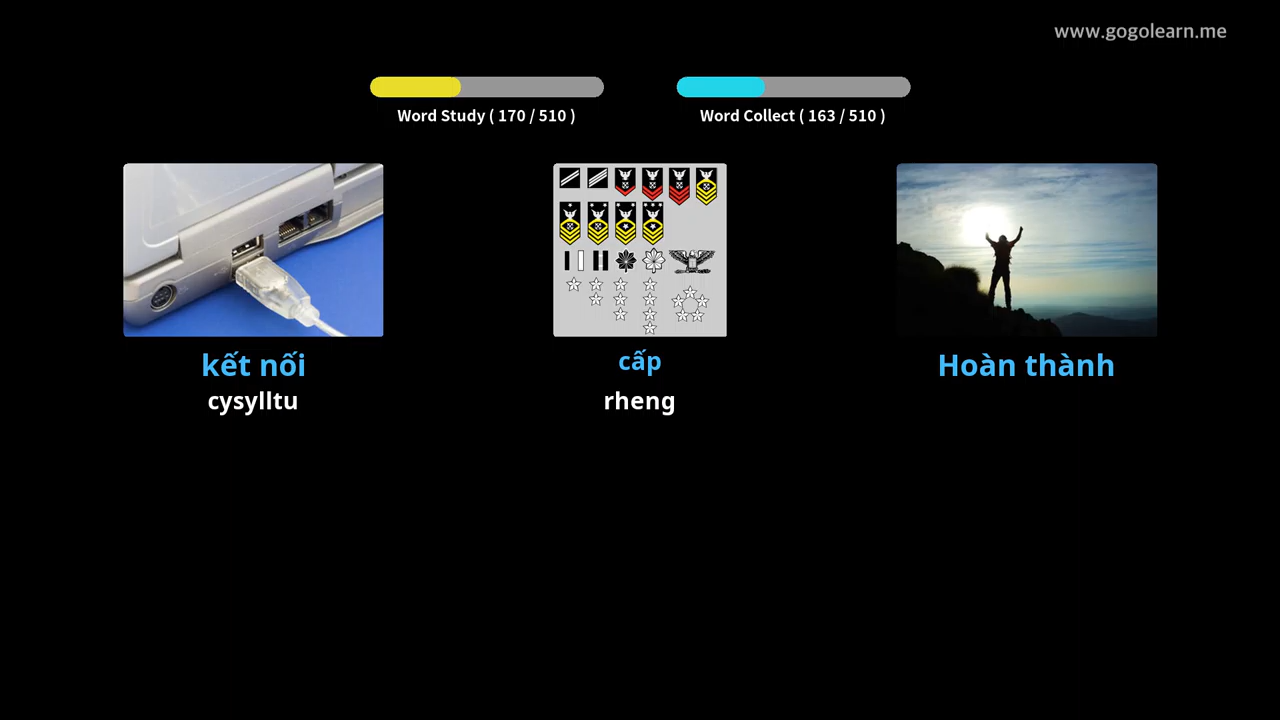 www.gogolearn.me
Word Study ( 170 / 510 )
Word Collect ( 163 / 510 )
kết nối
cấp
Hoàn thành
cysylltu
rheng